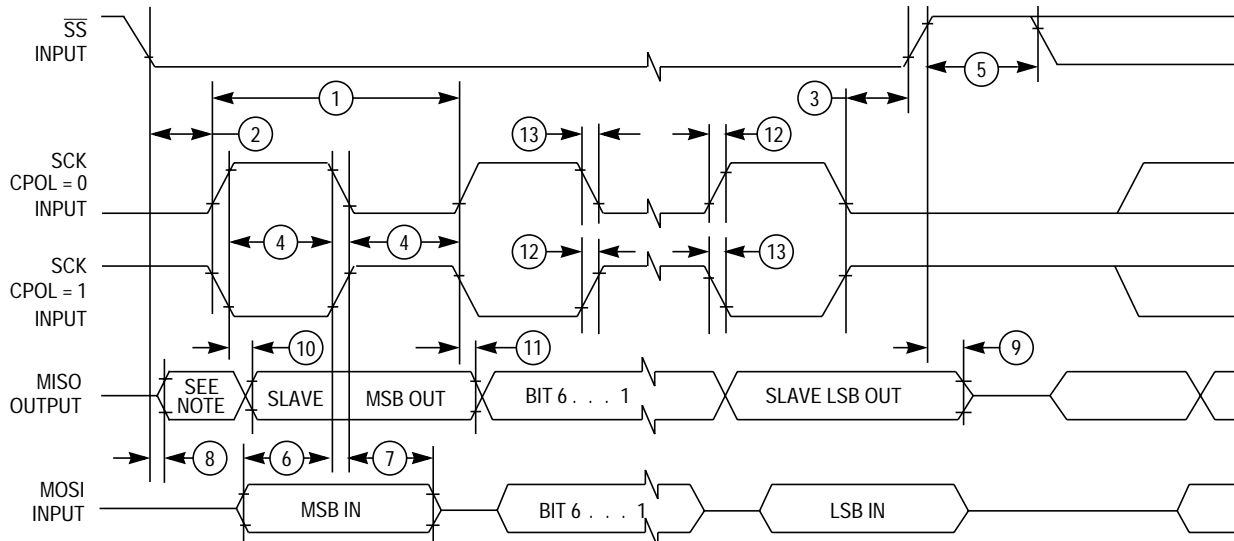 SS
INPUT
5
1
3
2
13
12
SCK
CPOL = 0
INPUT
4
4
SCK
CPOL = 1
INPUT
12
13
10
11
9
MISO
OUTPUT
SEE
NOTE
SLAVE
MSB OUT
BIT 6 . . . 1
SLAVE LSB OUT
8
6
7
MOSI
INPUT
MSB IN
BIT 6 . . . 1
LSB IN